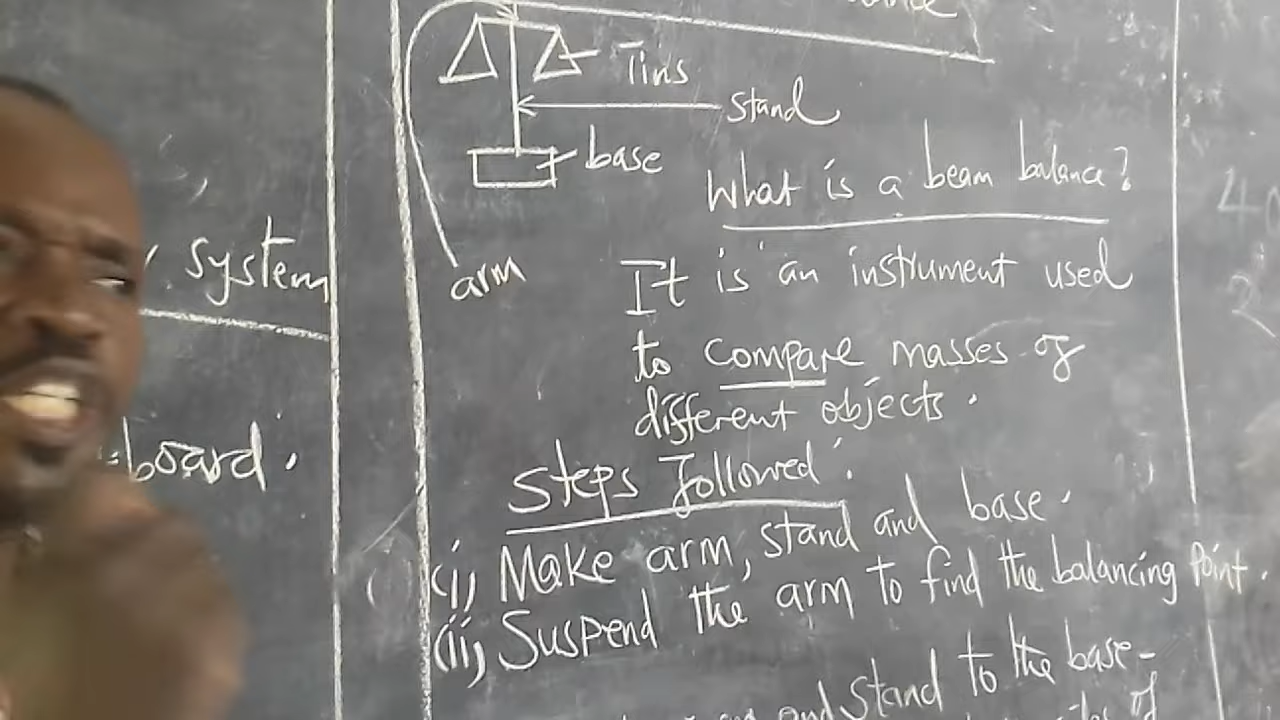 Tins
stand
base
arm
system
board.
What is a beam balance?
It is an instrument used
to compare masses of
different objects.
Steps Followed.
(i) Make arm, stand and base.
(ii) Suspend the arm to find the balancing point.
and stand to the base-
of